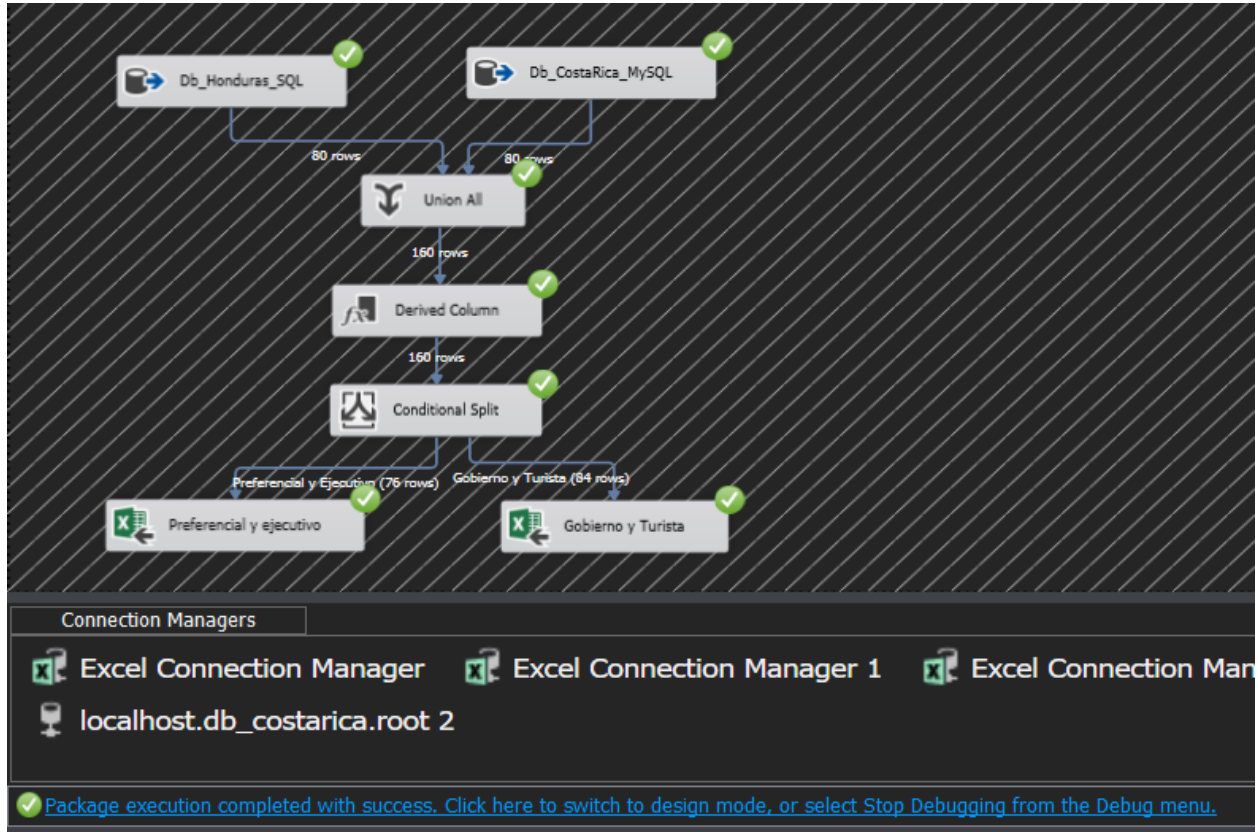 Db_Honduras_SQL
Db_CostaRica_MySQL
80 rows
80 rows
Union All
160 rows
Derived Column
160 rows
Conditional Split
Preferencial y Ejecutivo (76 rows)
Gobierno y Turista (84 rows)
Preferencial y ejecutivo
Gobierno y Turista
Connection Managers
Excel Connection Manager
Excel Connection Manager 1
Excel Connection Man
localhost.db_costarica.root 2
Package execution completed with success. Click here to switch to design mode, or select Stop Debugging from the Debug menu.